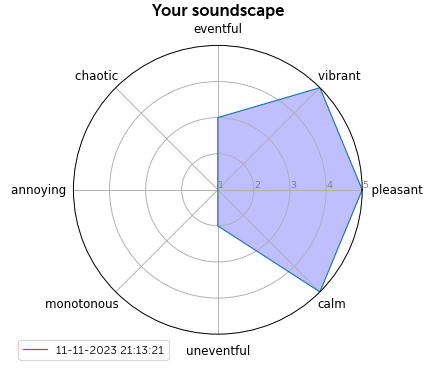 Your soundscape
eventful
chaotic
vibrant
annoying
1
2
3
4
5
pleasant
monotonous
calm
uneventful
11-11-2023 21:13:21